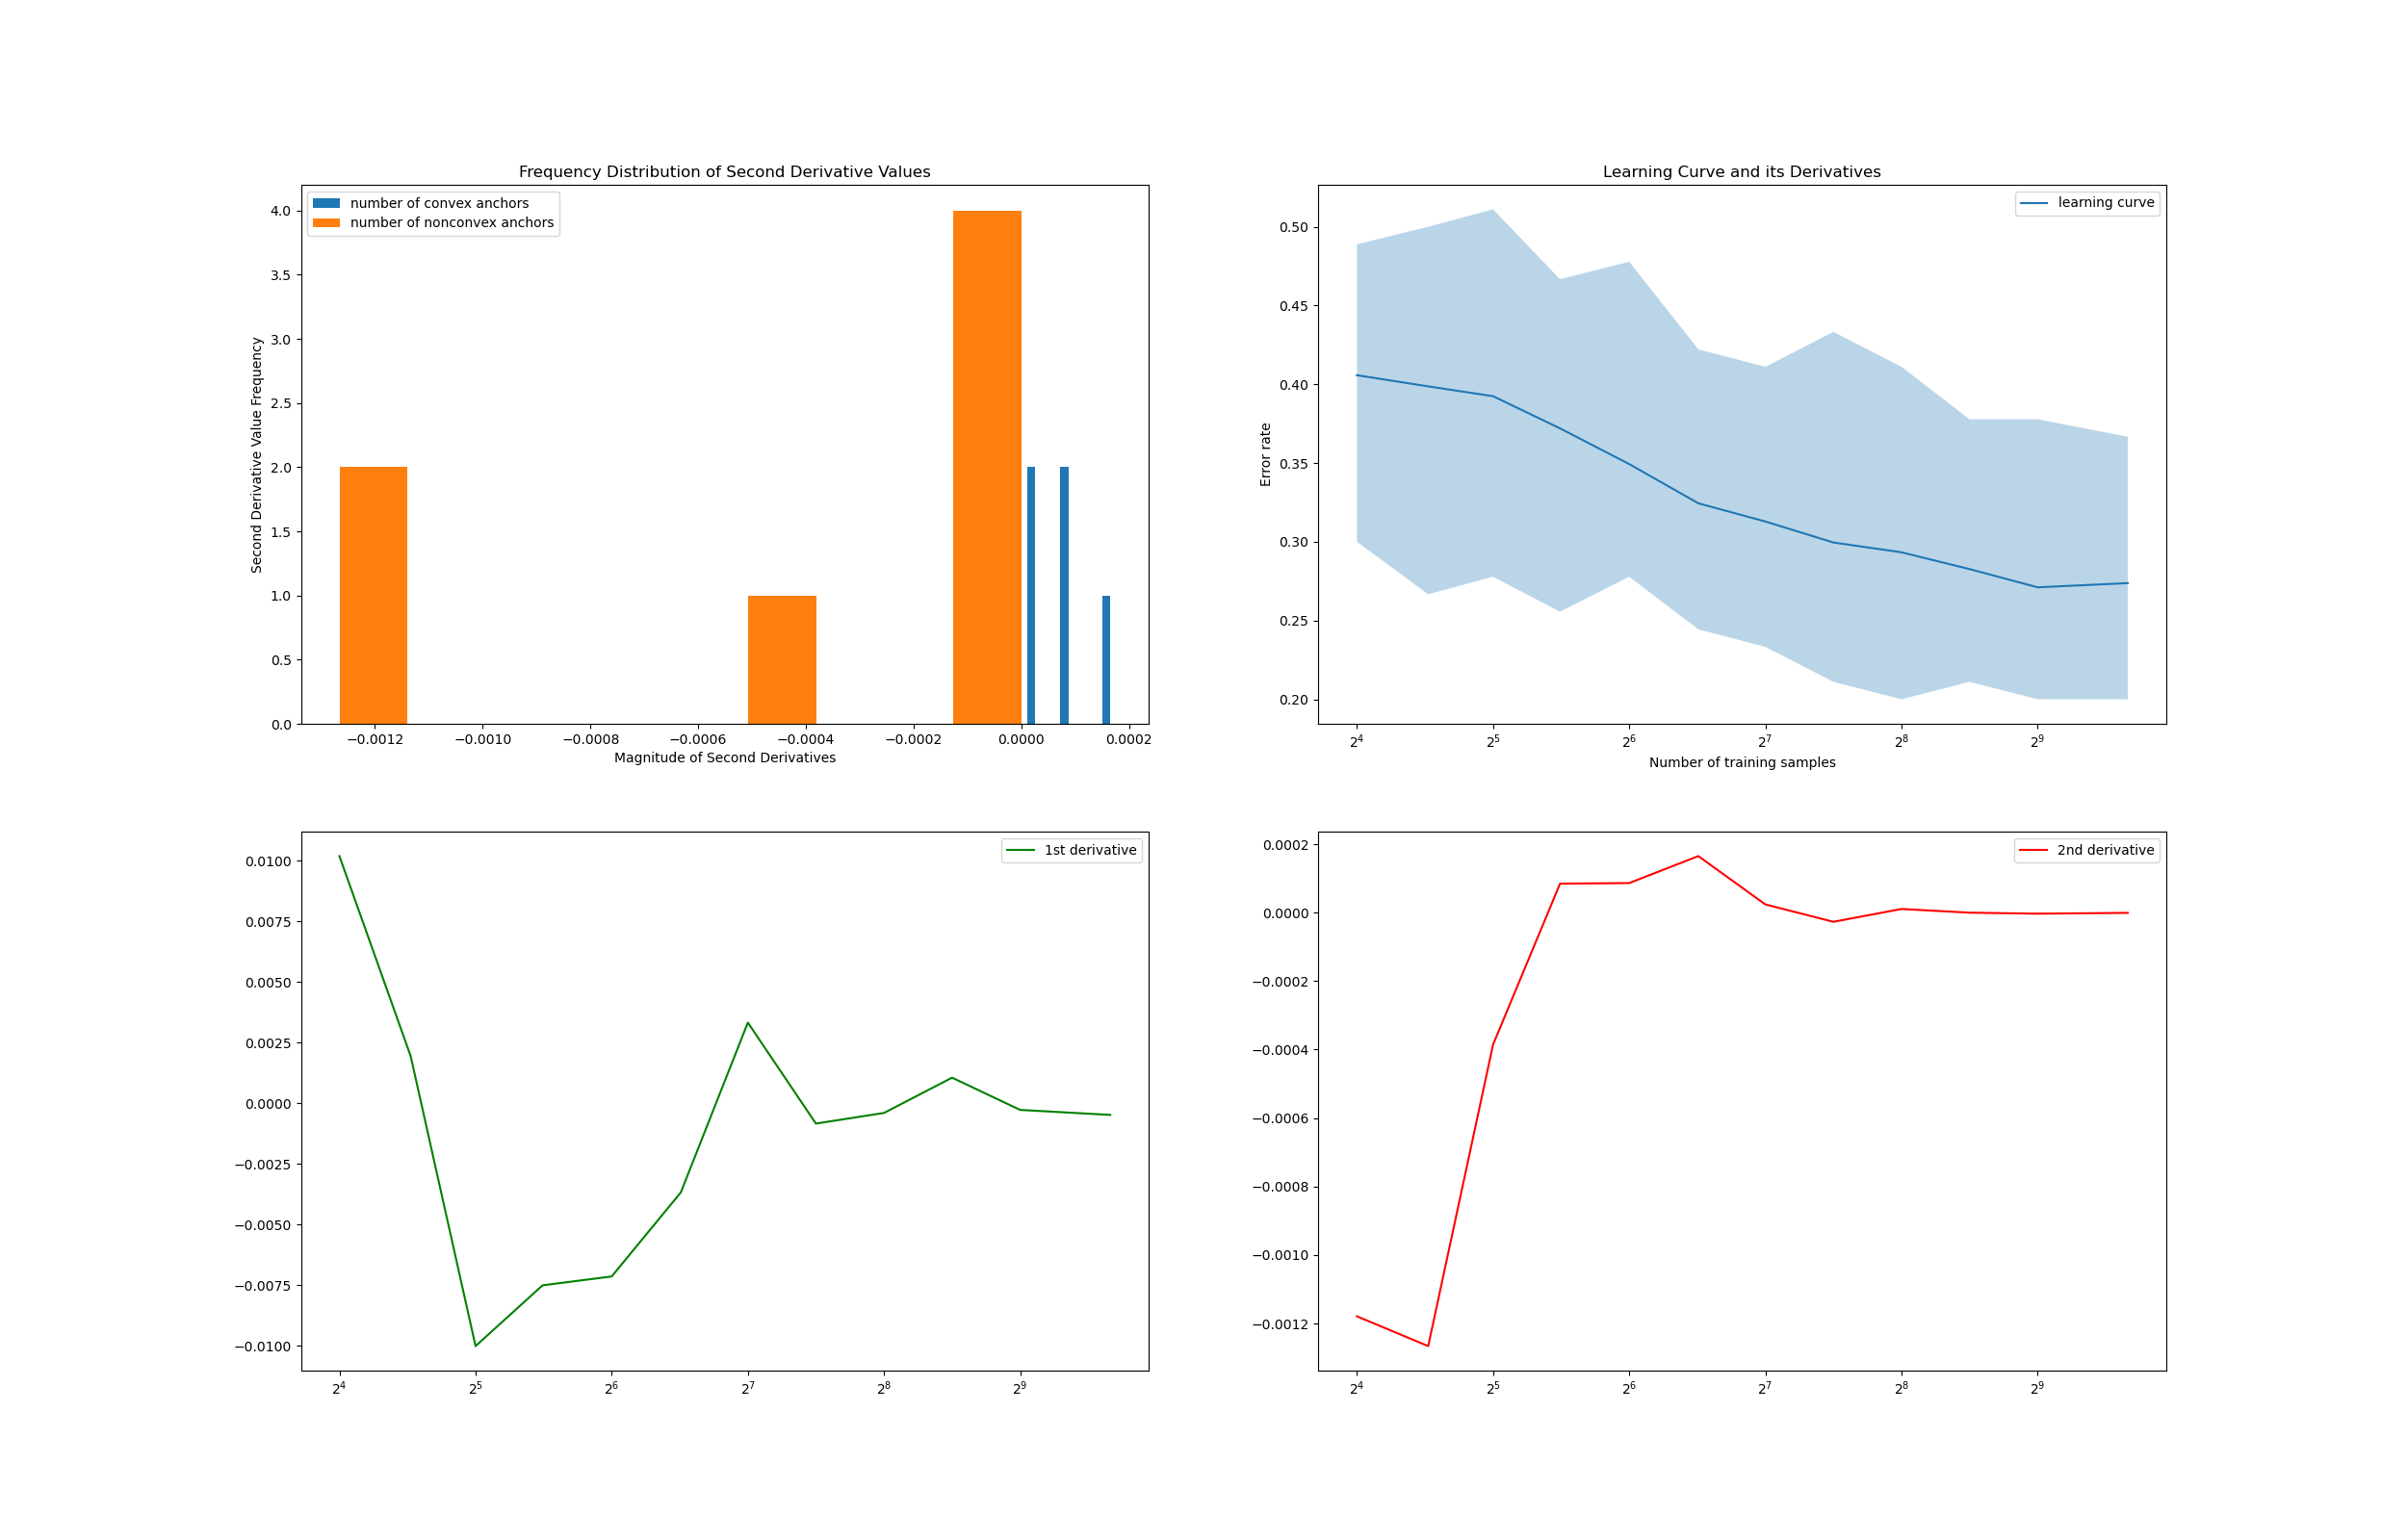 Frequency Distribution of Second Derivative Values
number of convex anchors
number of nonconvex anchors
4.0
3.5
3.0
2.5
2.0
1.5
1.0
0.5
0.0
Second Derivative Value Frequency
−0.0012 −0.0010 −0.0008 −0.0006 −0.0004 −0.0002 0.0000 0.0002
Magnitude of Second Derivatives
Learning Curve and its Derivatives
learning curve
0.50
0.45
0.40
0.35
0.30
0.25
0.20
Error rate
2⁴ 2⁵ 2⁶ 2⁷ 2⁸ 2⁹
Number of training samples
1st derivative
0.0100
0.0075
0.0050
0.0025
0.0000
−0.0025
−0.0050
−0.0075
−0.0100
2⁴ 2⁵ 2⁶ 2⁷ 2⁸ 2⁹
2nd derivative
0.0002
0.0000
−0.0002
−0.0004
−0.0006
−0.0008
−0.0010
−0.0012
2⁴ 2⁵ 2⁶ 2⁷ 2⁸ 2⁹